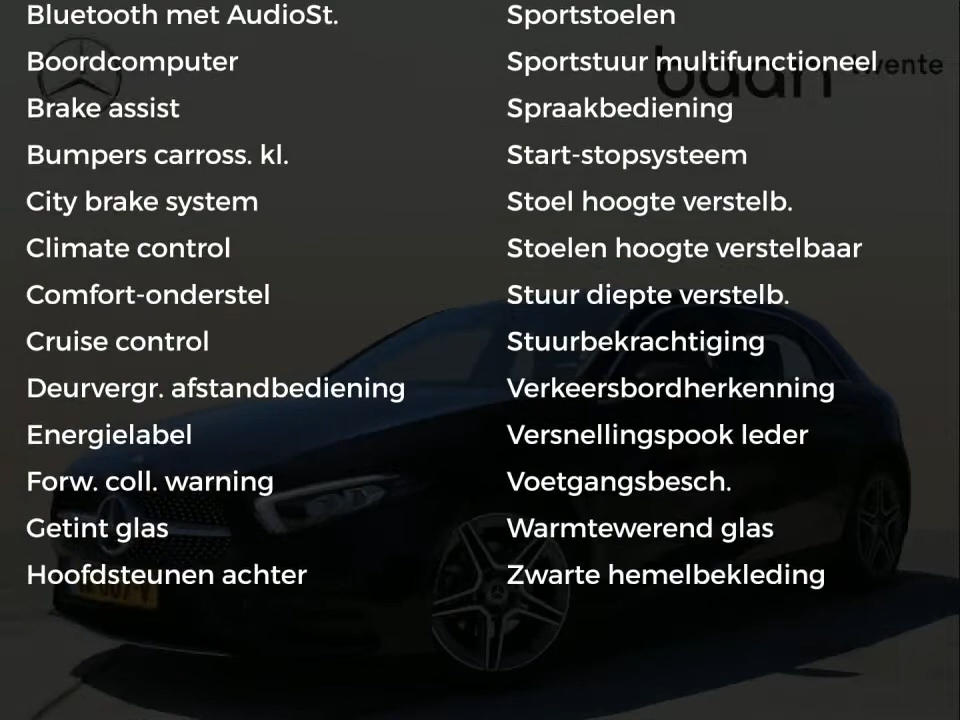 Bluetooth met AudioSt.
Boordcomputer
Brake assist
Bumpers carross. kl.
City brake system
Climate control
Comfort-onderstel
Cruise control
Deurvergr. afstandbediening
Energielabel
Forw. coll. warning
Getint glas
Hoofdsteunen achter
Sportstoelen
Sportstuur multifunctioneel
Spraakbediening
Start-stopsysteem
Stoel hoogte verstelb.
Stoelen hoogte verstelbaar
Stuur diepte verstelb.
Stuurbekrachtiging
Verkeersbordherkenning
Versnellingspook leder
Voetgangsbesch.
Warmtewerend glas
Zwarte hemelbekleding
baan twente